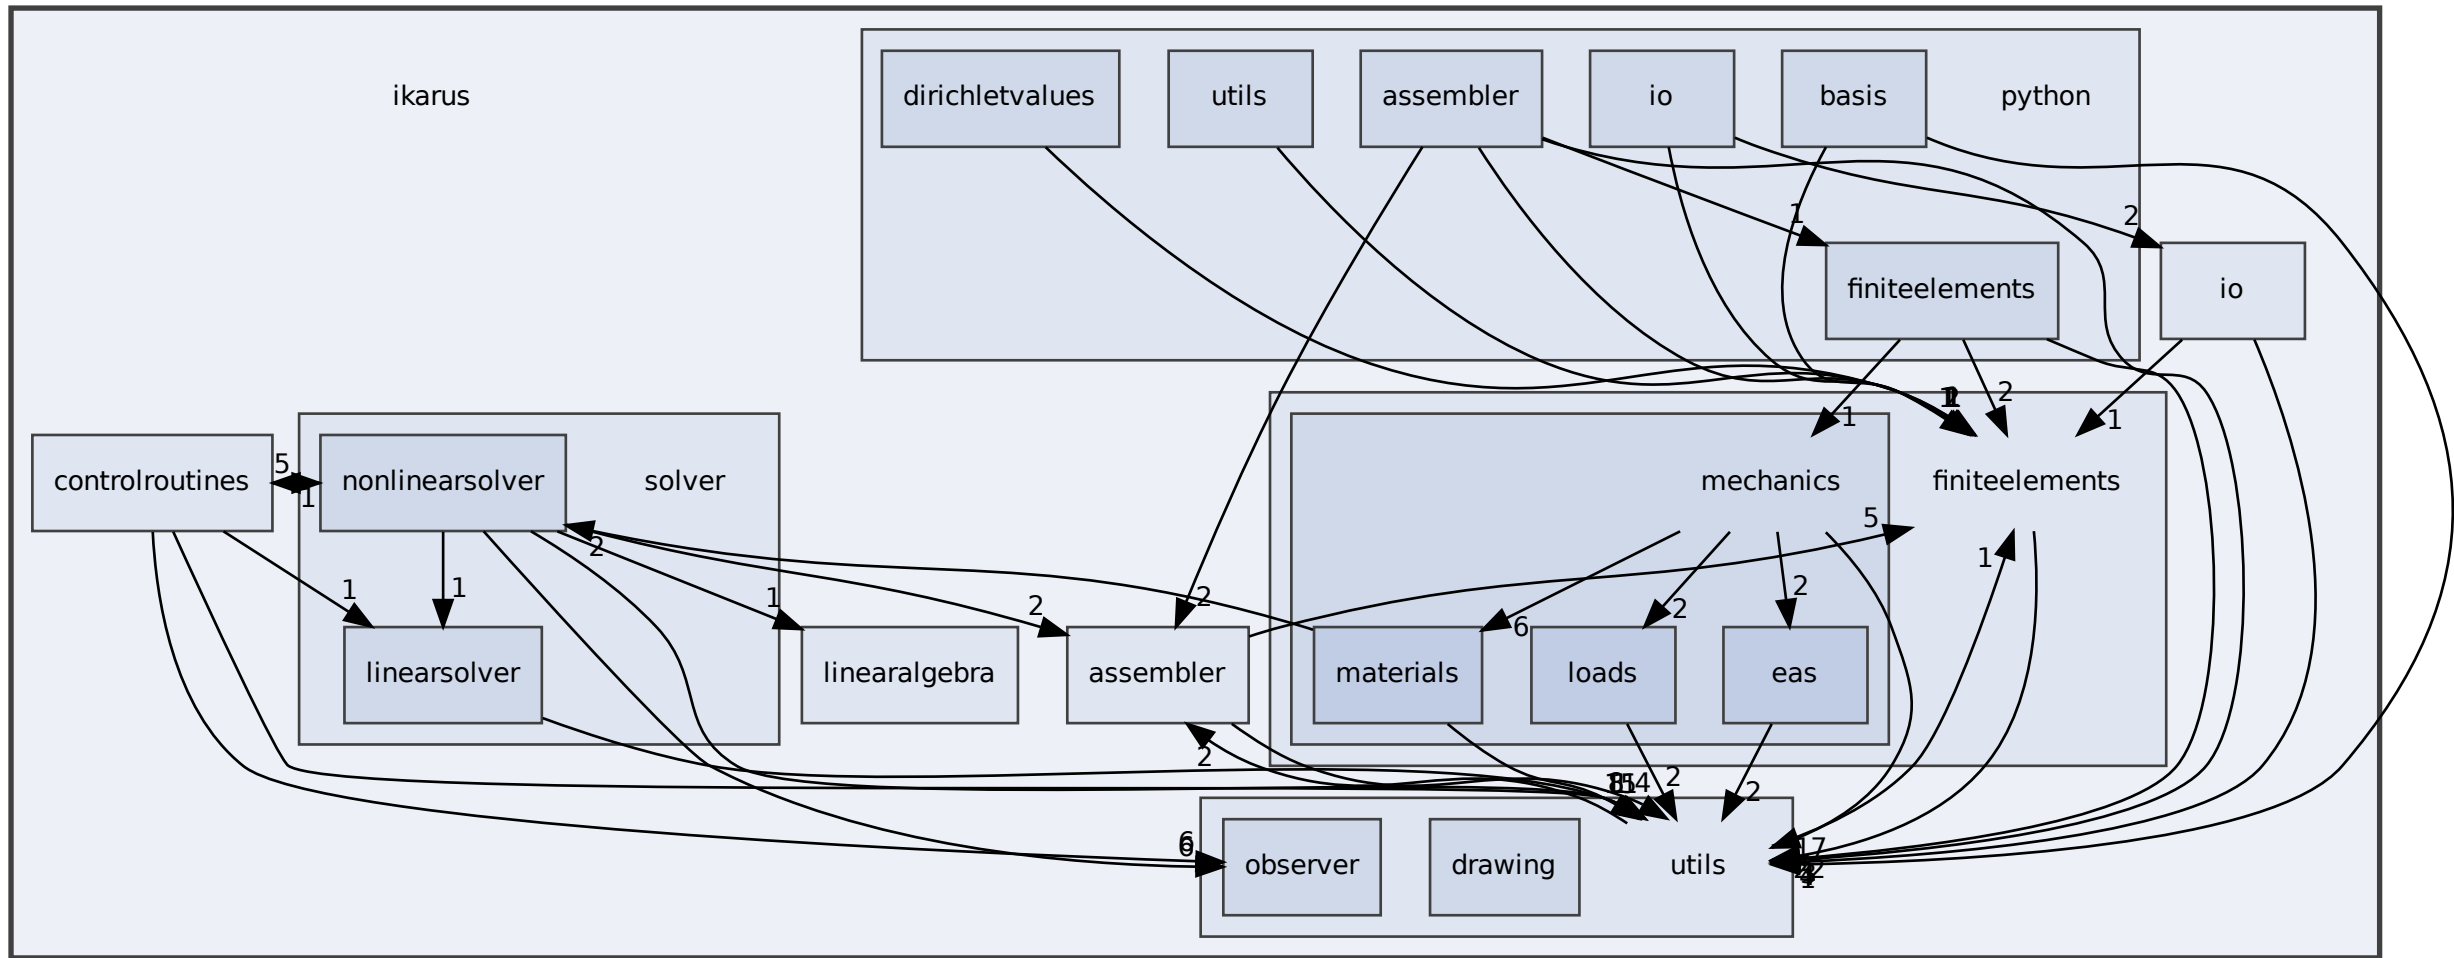 ikarus
dirichletvalues
utils
assembler
io
basis
python
1
2
finiteelements
io
2
1
1
controlroutines
5
1
nonlinearsolver
solver
mechanics
finiteelements
5
2
1
1
1
2
2
6
2
2
1
linearsolver
linearalgebra
assembler
materials
loads
eas
2
2
2
6
6
17
observer
drawing
utils